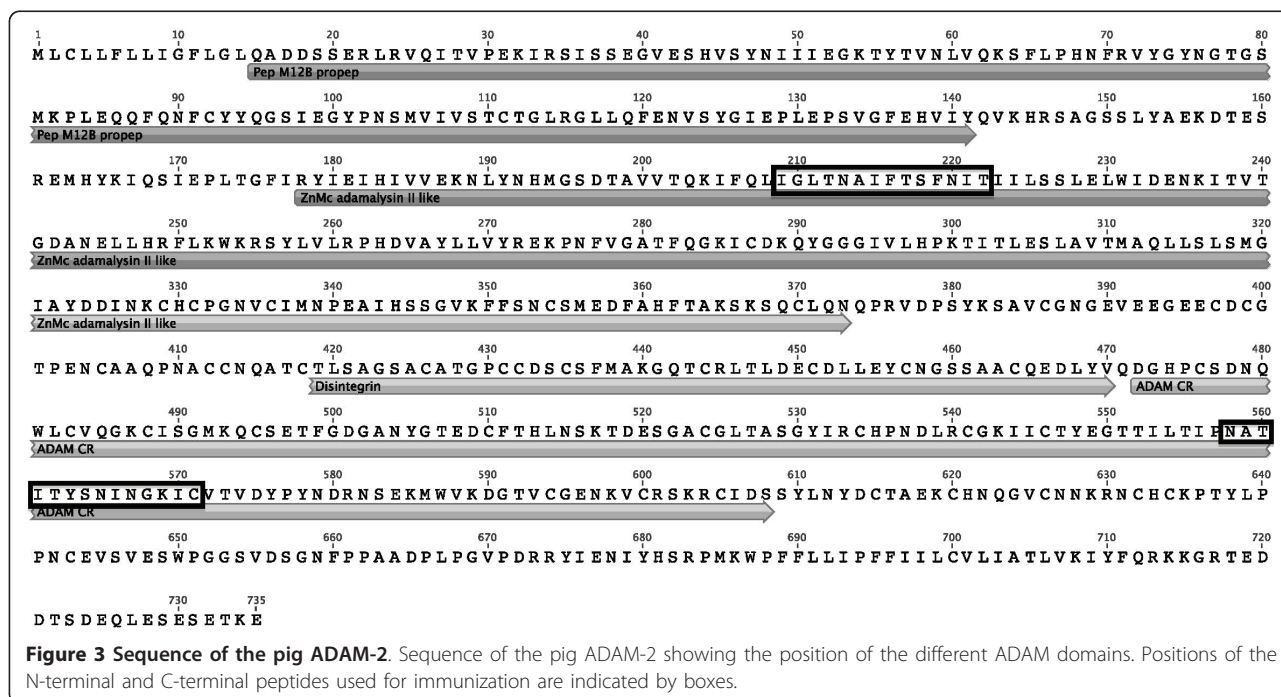 1 10 20 30 40 50 60 70 80
MLCLLFLLIGFLGLQADDSSERLRVQITVPEKIRSISSEGVESHVSYNIIIEGKTYTVNLVQKSFLPHNFRVYGYNGTGS
Pep M12B propep
90 100 110 120 130 140 150 160
MKPLEQQFQNFCYYQGSIEGYPNSMVIVSTCTGLRGLLQFENVSYGIEPLEPSVGFEHVIYQVKHRSAGSSLYAEKDTES
Pep M12B propep
170 180 190 200 210 220 230 240
REMHYKIQSIEPLTGFIRYIEIHIVVEKNLYNHMGSDTAVVTQKIFQLIGLTNAIFTSFNITIILSSLELWIDENKITVT
ZnMc adamalysin II like
250 260 270 280 290 300 310 320
GDANELLHRFLKWKRSYLVLRPHDVAYLLVYREKPNFVGATFQGKICDKQYGGGIVLHPKTITLESLAVTMAQLLSLSMG
ZnMc adamalysin II like
330 340 350 360 370 380 390 400
IAYDDINKCHCPGNVCIMNPEAIHSSGVKFFSNCSMEDFAHFTAKSKSQCLQNQPRVDPSYKSAVCGNGEVEEGEECDCG
ZnMc adamalysin II like
410 420 430 440 450 460 470 480
TPENCAAQPNACCNQATCTLSAGSACATGPCCDSCSFMAKGQTCRLTLDECDLLEYCNGSSAACQEDLYVQDGHPCSDNQ
Disintegrin ADAM CR
490 500 510 520 530 540 550 560
WLCVQGKCISGMKQCSETFGDGANYGTEDCFTHLNSKTDESGACGLTASGYIRCHPNDLRCGKIICTYEGTTILTIPNAT
ADAM CR
570 580 590 600 610 620 630 640
ITYSNINGKICVTVDYPYNDRNSEKMWVKDGTVCGENKVCRSKRCIDSSYLNYDCTAEKCHNQGVCNNKRNCHCKPTYLP
ADAM CR
650 660 670 680 690 700 710 720
PNCEVSVESWPGGSVDSGNFPPAADPLPGVPDRRYIENIYHSRPMKWPFFLLIPFFIILCVLIATLVKIYFQRKKGRTED
730 735
DTSDEQLESESETKE
Figure 3 Sequence of the pig ADAM-2. Sequence of the pig ADAM-2 showing the position of the different ADAM domains. Positions of the
N-terminal and C-terminal peptides used for immunization are indicated by boxes.